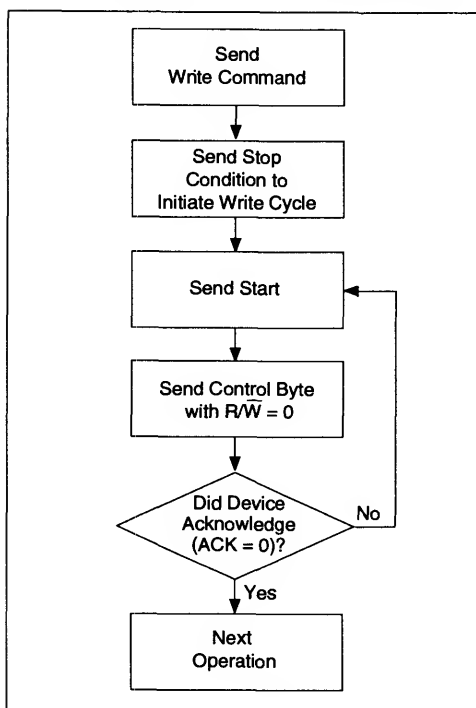 Send
Write Command
Send Stop
Condition to
Initiate Write Cycle
Send Start
Send Control Byte
with R/W̅ = 0
Did Device
Acknowledge
(ACK = 0)?
No
Yes
Next
Operation